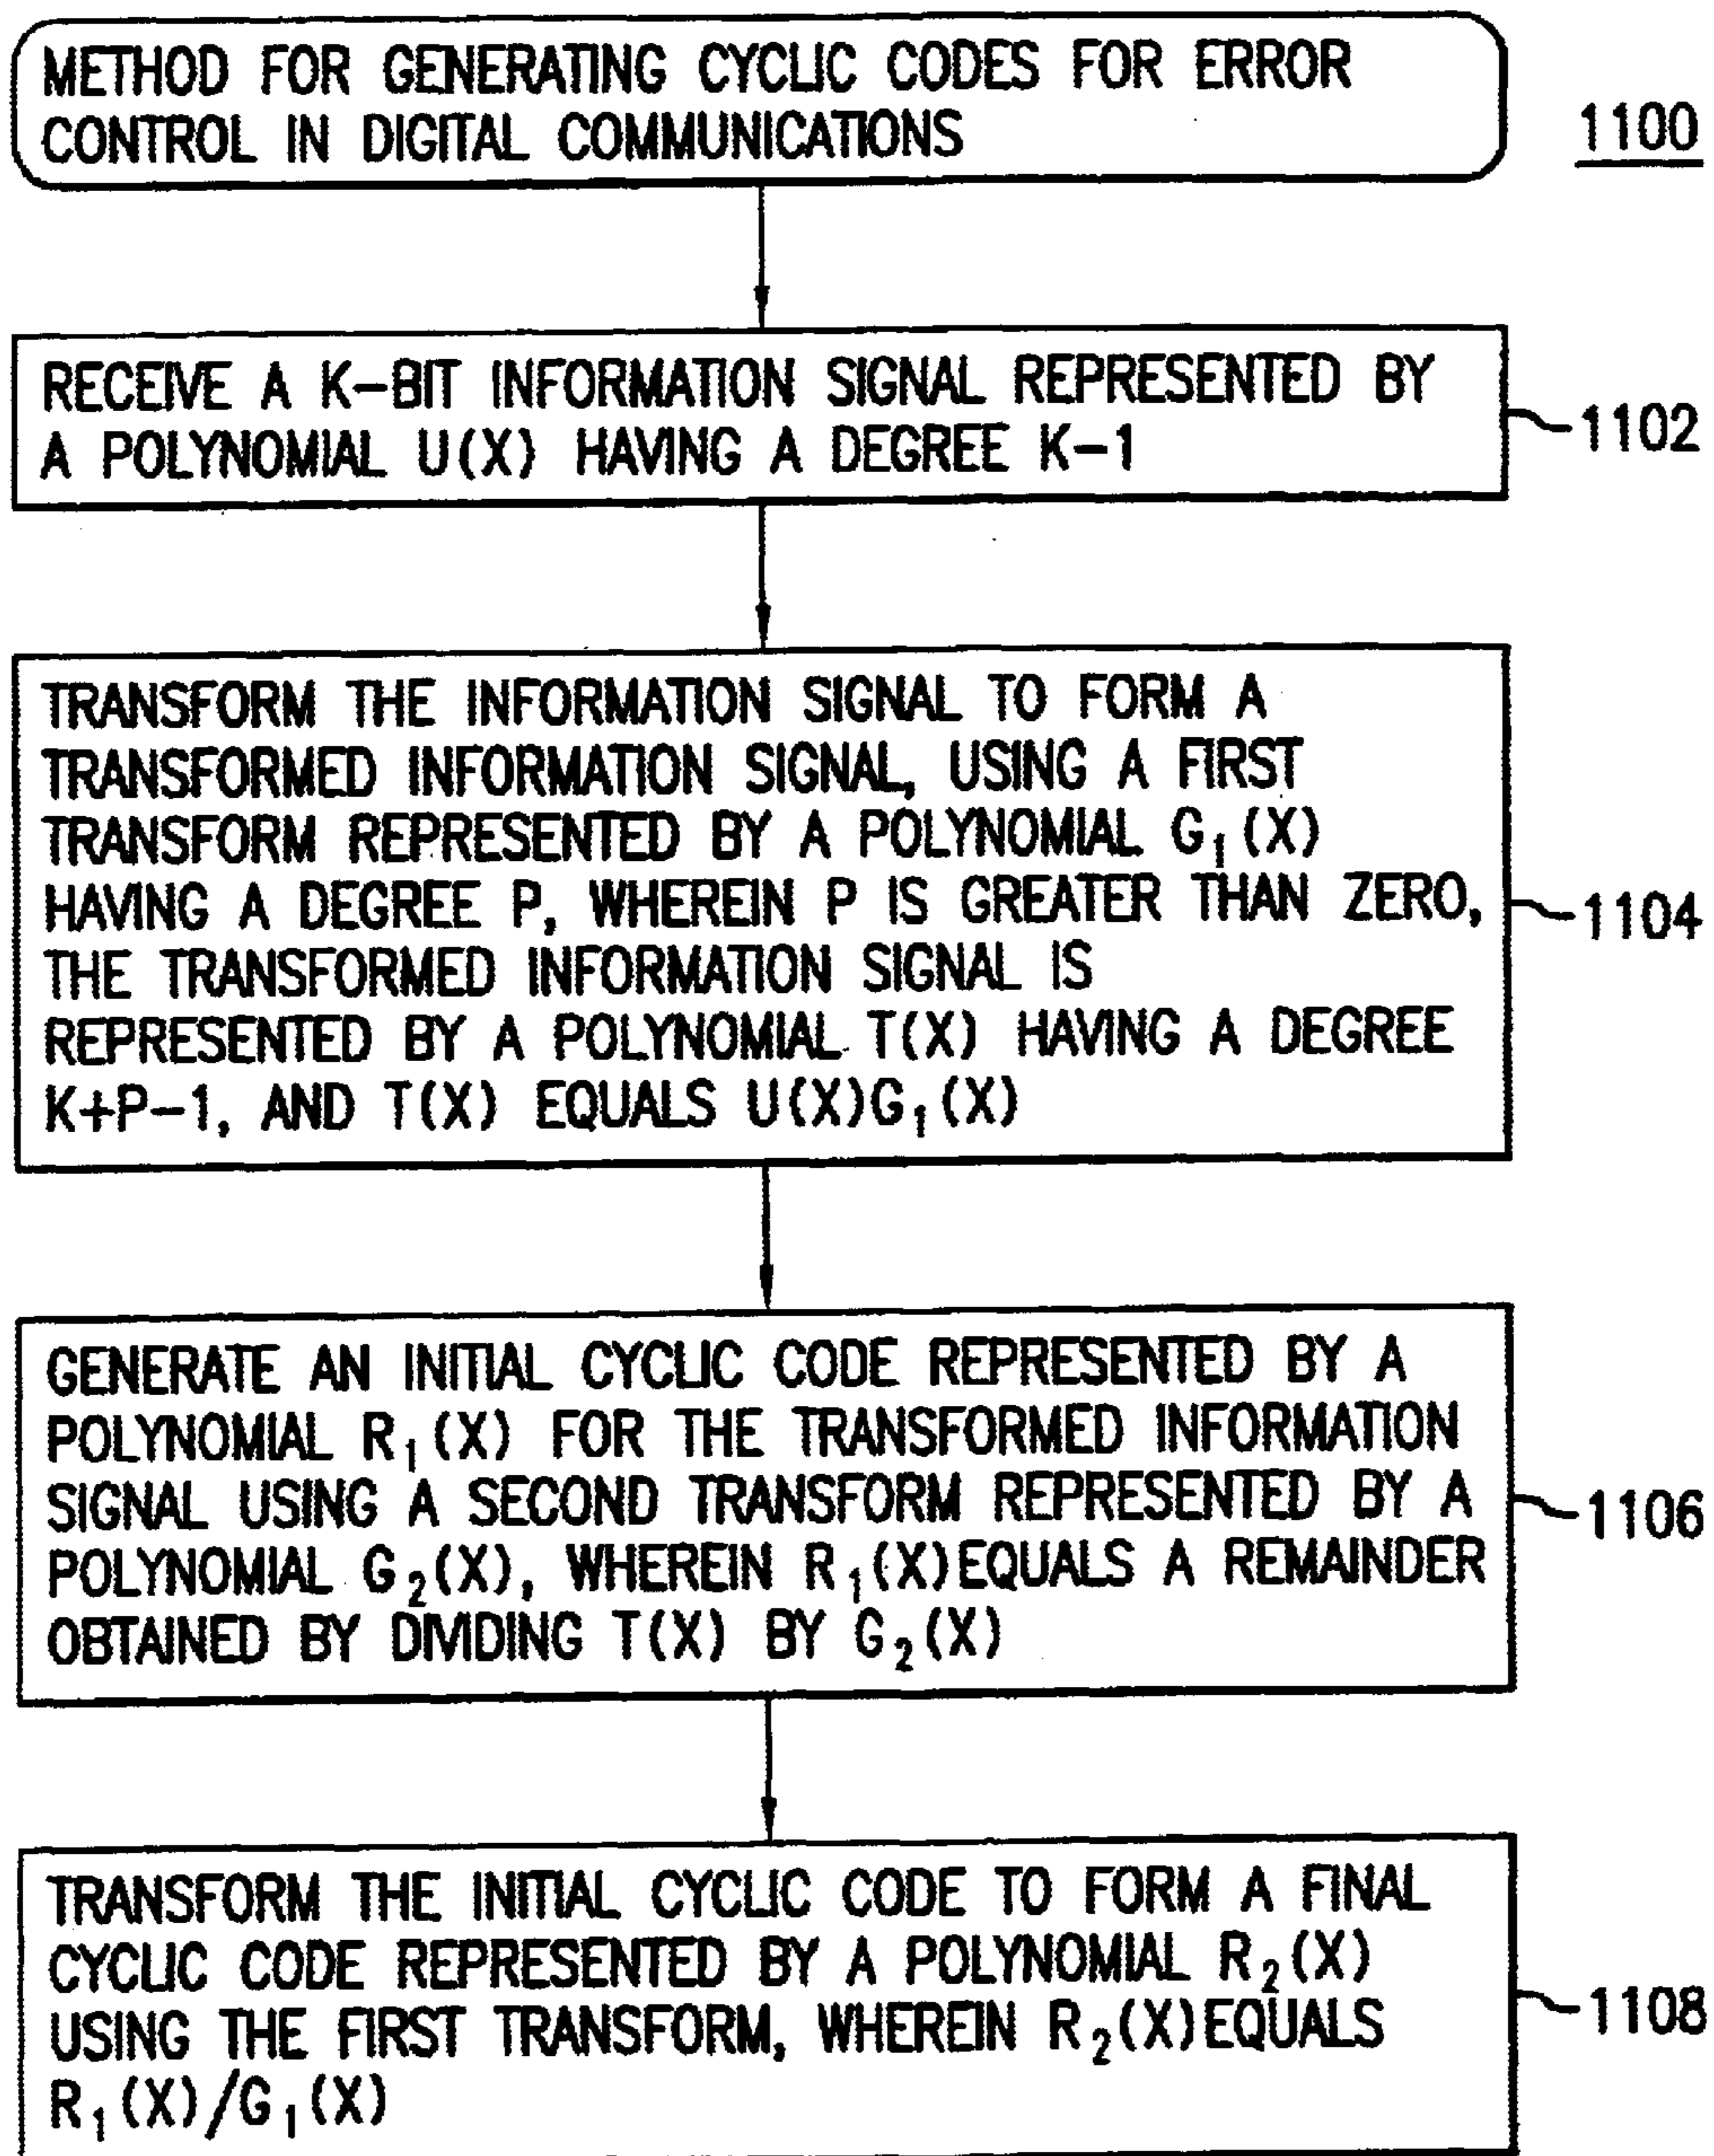 METHOD FOR GENERATING CYCLIC CODES FOR ERROR
CONTROL IN DIGITAL COMMUNICATIONS
1100
RECEIVE A K-BIT INFORMATION SIGNAL REPRESENTED BY
A POLYNOMIAL U(X) HAVING A DEGREE K-1
1102
TRANSFORM THE INFORMATION SIGNAL TO FORM A
TRANSFORMED INFORMATION SIGNAL, USING A FIRST
TRANSFORM REPRESENTED BY A POLYNOMIAL G₁(X)
HAVING A DEGREE P, WHEREIN P IS GREATER THAN ZERO,
THE TRANSFORMED INFORMATION SIGNAL IS
REPRESENTED BY A POLYNOMIAL T(X) HAVING A DEGREE
K+P-1, AND T(X) EQUALS U(X)G₁(X)
1104
GENERATE AN INITIAL CYCLIC CODE REPRESENTED BY A
POLYNOMIAL R₁(X) FOR THE TRANSFORMED INFORMATION
SIGNAL USING A SECOND TRANSFORM REPRESENTED BY A
POLYNOMIAL G₂(X), WHEREIN R₁(X) EQUALS A REMAINDER
OBTAINED BY DIVIDING T(X) BY G₂(X)
1106
TRANSFORM THE INITIAL CYCLIC CODE TO FORM A FINAL
CYCLIC CODE REPRESENTED BY A POLYNOMIAL R₂(X)
USING THE FIRST TRANSFORM, WHEREIN R₂(X) EQUALS
R₁(X)/G₁(X)
1108